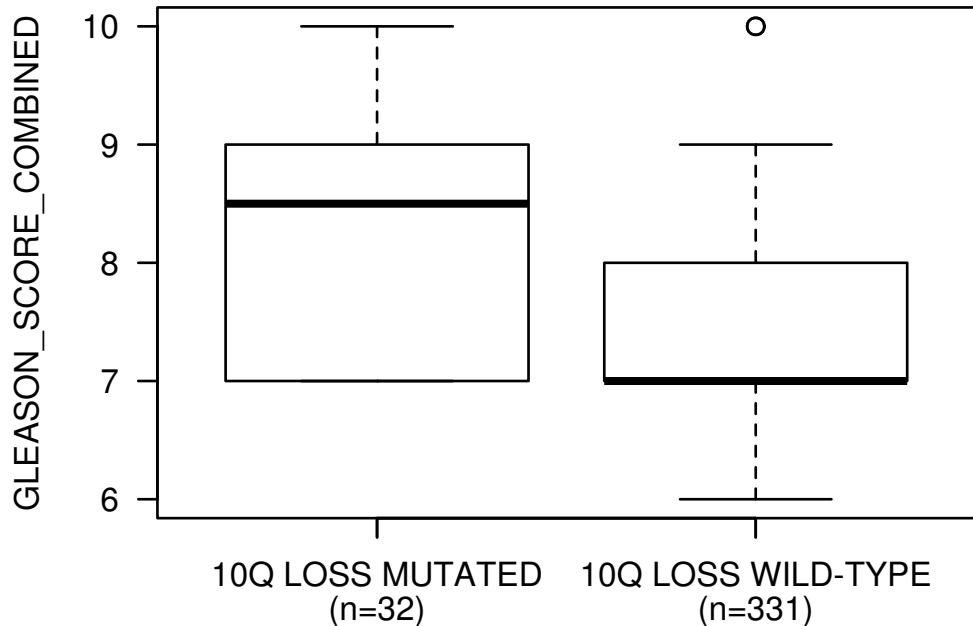 GLEASON_SCORE_COMBINED
10
9
8
7
6
10Q LOSS MUTATED
(n=32)
10Q LOSS WILD-TYPE
(n=331)